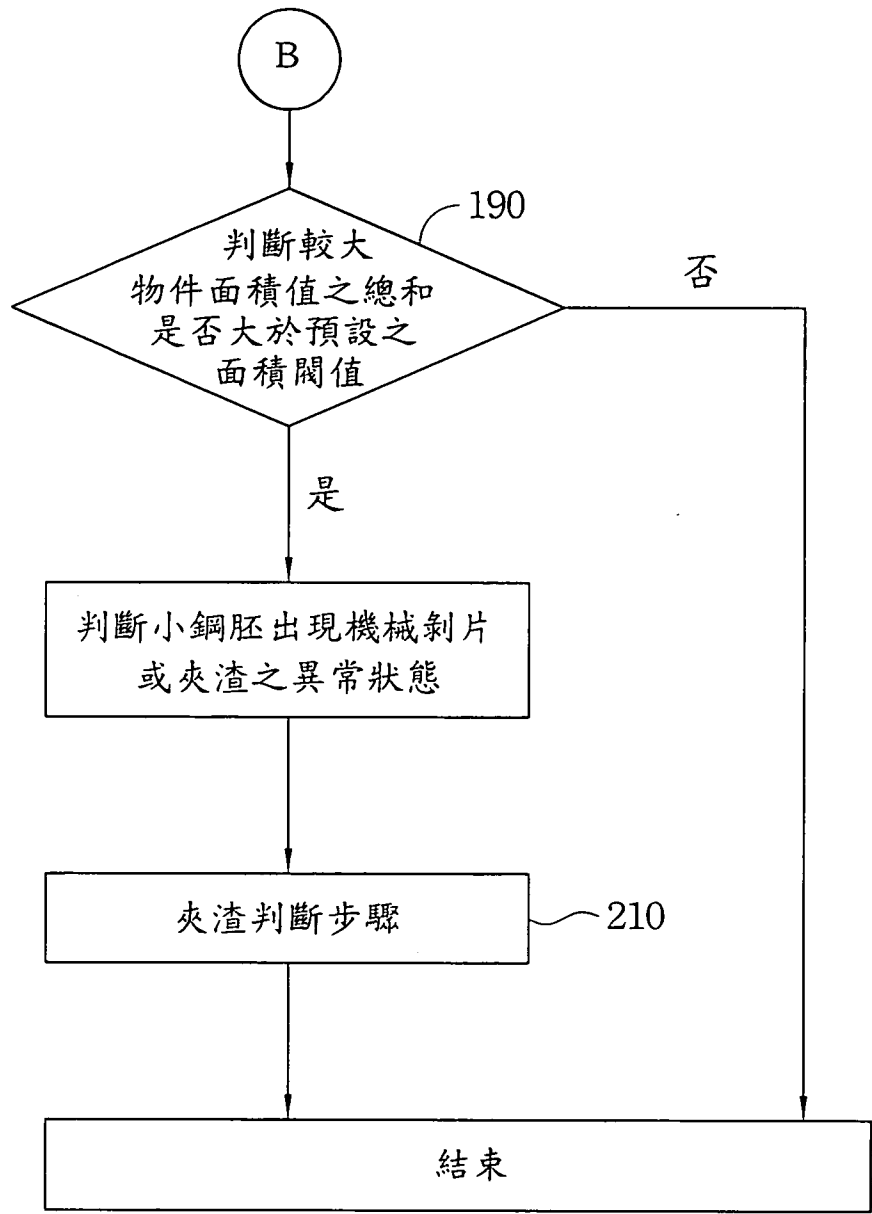 B
190
判斷較大
物件面積值之總和
是否大於預設之
面積閥值
否
是
判斷小鋼胚出現機械剝片
或夾渣之異常狀態
夾渣判斷步驟
210
結束